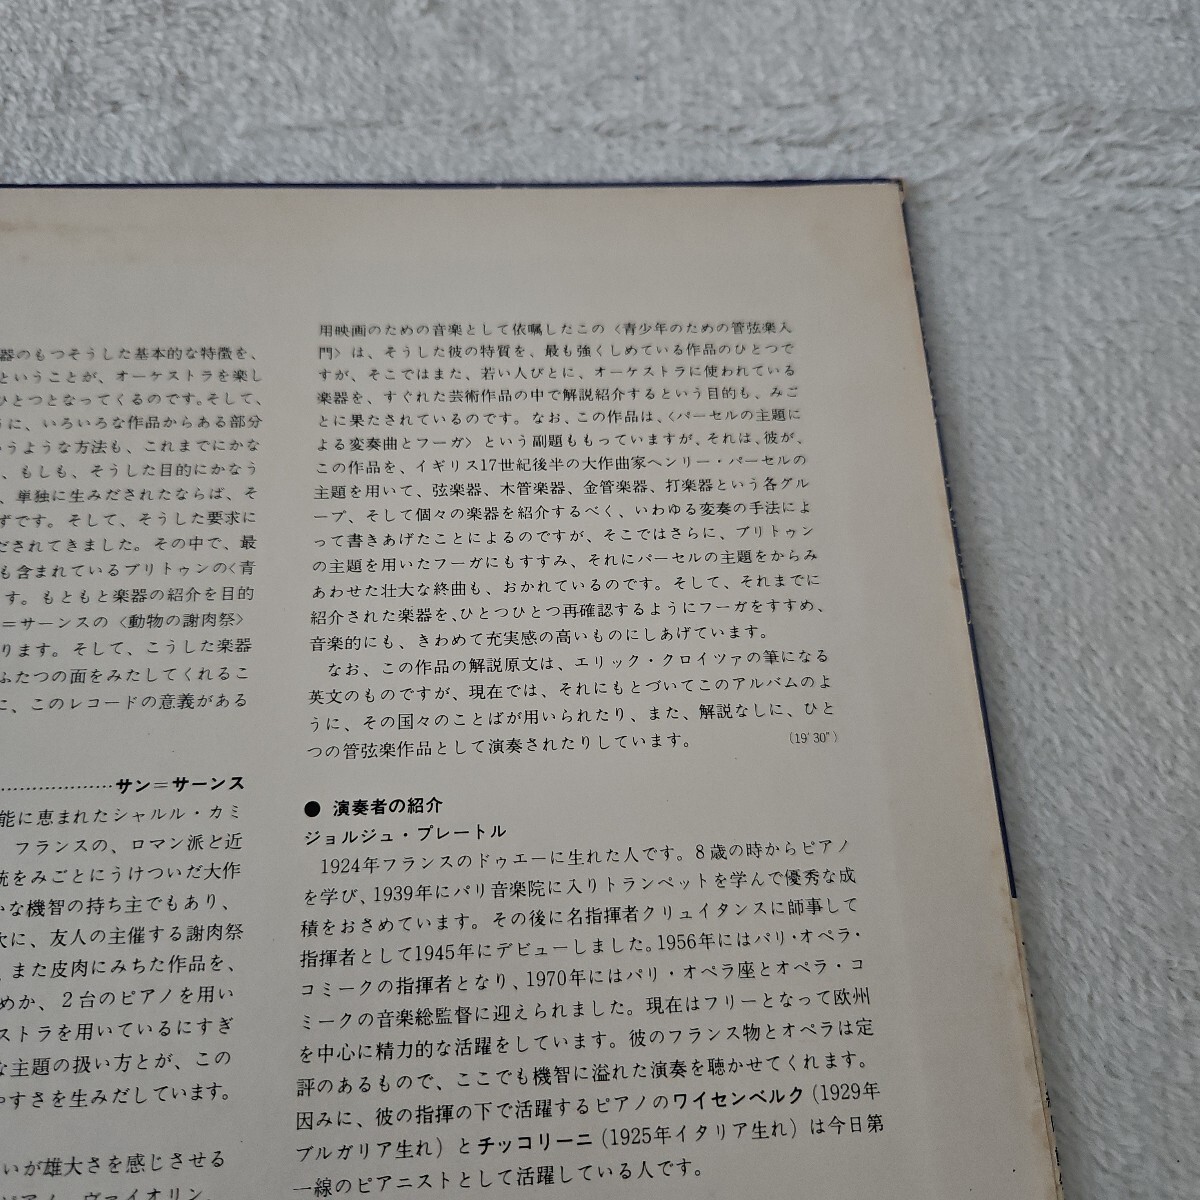 器のもつそうした基本的な特徴を、
ということが、オーケストラを楽し
ひとつとなってくるのです。そして、
うに、いろいろな作品からある部分
いうような方法も、これまでにかな
、もしも、そうした目的にかなう
、単独に生みだされたならば、そ
ずです。そして、そうした要求に
だされてきました。その中で、最
も含まれているブリトゥンの〈青
す。もともと楽器の紹介を目的
＝サーンスの〈動物の謝肉祭〉
ります。そして、こうした楽器
ふたつの面をみたしてくれるこ
に、このレコードの意義がある
…………………サン＝サーンス
能に恵まれたシャルル・カミ
、フランスの、ロマン派と近
統をみごとにうけついだ大作
かな機智の持ち主でもあり、
次に、友人の主催する謝肉祭
、また皮肉にみちた作品を、
めか、２台のピアノを用い
ストラを用いているにすぎ
な主題の扱い方とが、この
やすさを生みだしています。
いが雄大さを感じさせる
ピアノ、ヴァイオリン、
用映画のための音楽として依嘱したこの〈青少年のための管弦楽入
門〉は、そうした彼の特質を、最も強くしめている作品のひとつで
すが、そこではまた、若い人びとに、オーケストラに使われている
楽器を、すぐれた芸術作品の中で解説紹介するという目的も、みご
とに果たされているのです。なお、この作品は、〈パーセルの主題に
よる変奏曲とフーガ〉という副題ももっていますが、それは、彼が、
この作品を、イギリス17世紀後半の大作曲家ヘンリー・パーセルの
主題を用いて、弦楽器、木管楽器、金管楽器、打楽器という各グル
ープ、そして個々の楽器を紹介するべく、いわゆる変奏の手法によ
って書きあげたことによるのですが、そこではさらに、ブリトゥン
の主題を用いたフーガにもすすみ、それにパーセルの主題をからみ
あわせた壮大な終曲も、おかれているのです。そして、それまでに
紹介された楽器を、ひとつひとつ再確認するようにフーガをすすめ、
音楽的にも、きわめて充実感の高いものにしあげています。
なお、この作品の解説原文は、エリック・クロイツァの筆になる
英文のものですが、現在では、それにもとづいてこのアルバムのよ
うに、その国々のことばが用いられたり、また、解説なしに、ひと
つの管弦楽作品として演奏されたりしています。 (19'30")
● 演奏者の紹介
ジョルジュ・プレートル
1924年フランスのドゥエーに生れた人です。８歳の時からピアノ
を学び、1939年にパリ音楽院に入りトランペットを学んで優秀な成
積をおさめています。その後に名指揮者クリュイタンスに師事して
指揮者として1945年にデビューしました。1956年にはパリ・オペラ・
コミークの指揮者となり、1970年にはパリ・オペラ座とオペラ・コ
ミークの音楽総監督に迎えられました。現在はフリーとなって欧州
を中心に精力的な活躍をしています。彼のフランス物とオペラは定
評のあるもので、ここでも機智に溢れた演奏を聴かせてくれます。
因みに、彼の指揮の下で活躍するピアノのワイセンベルク(1929年
ブルガリア生れ)とチッコリーニ(1925年イタリア生れ)は今日第
一線のピアニストとして活躍している人です。